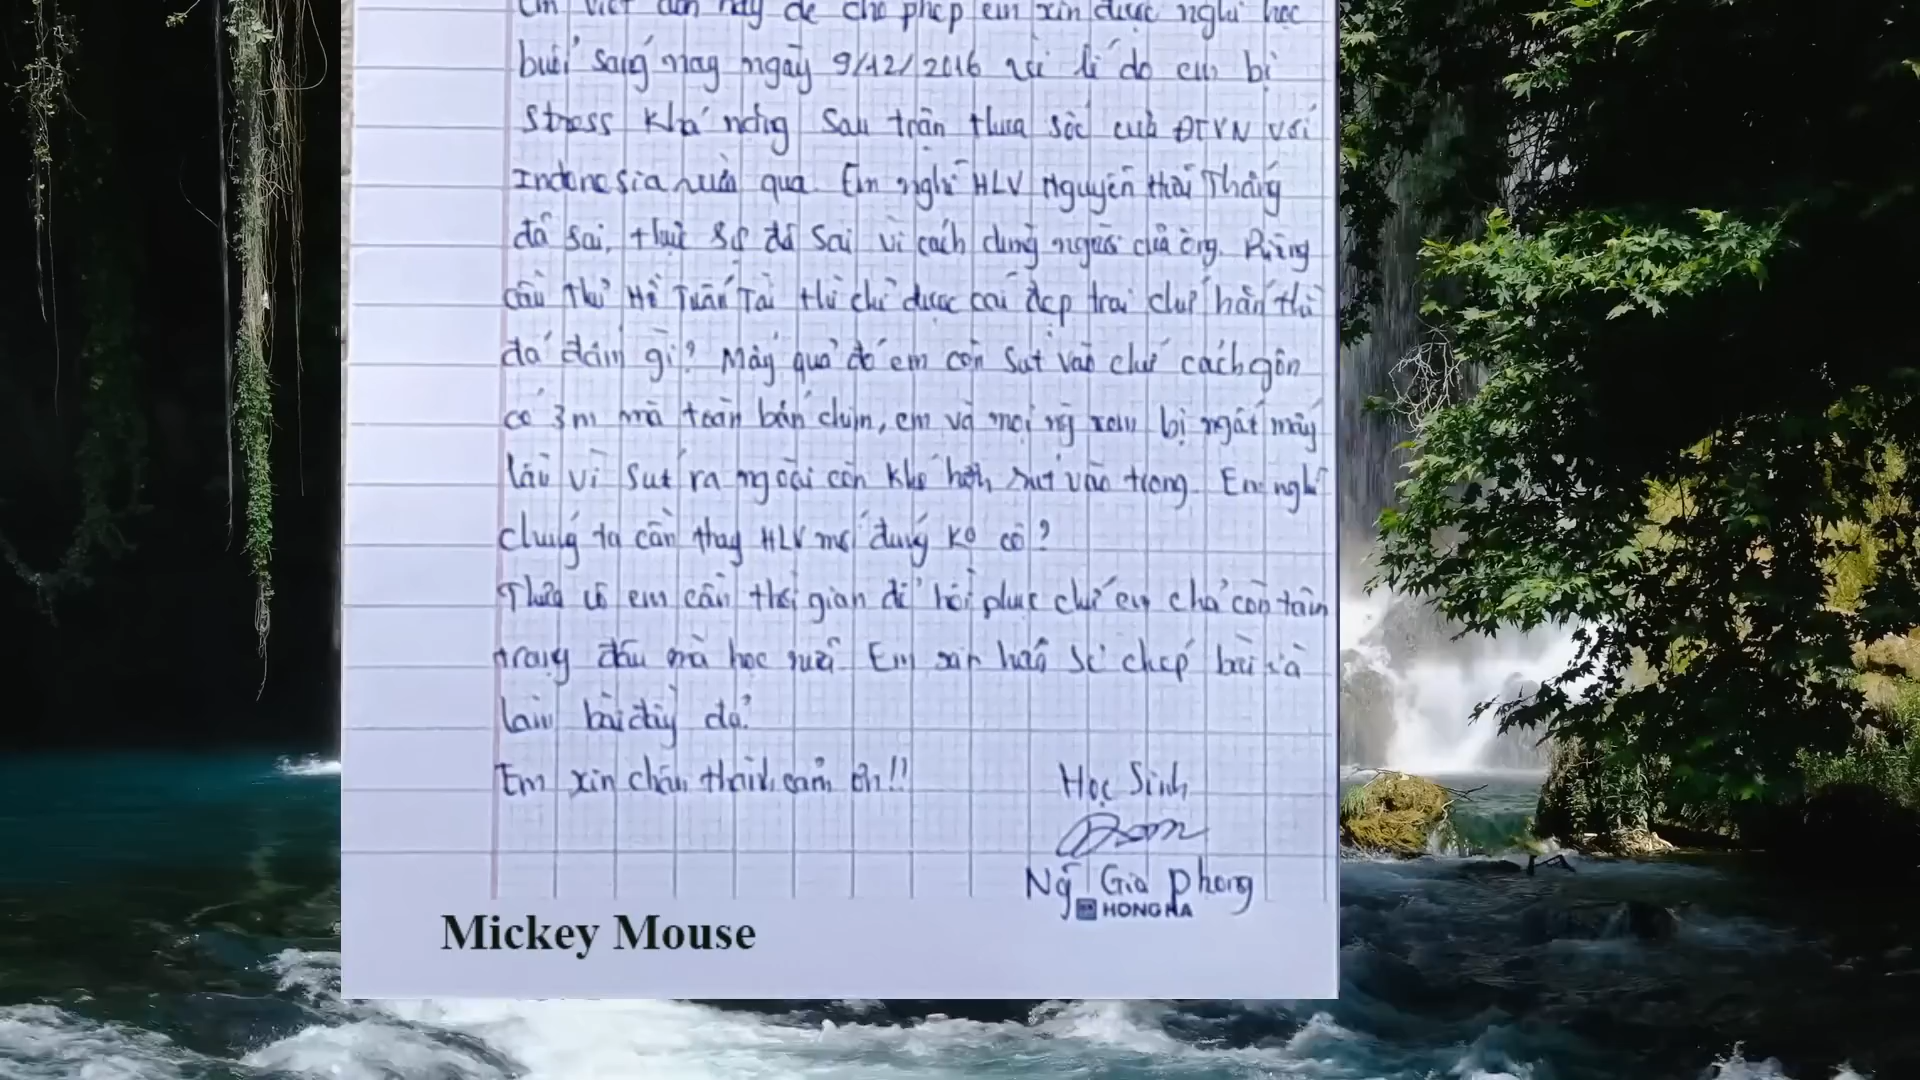 Em viết đơn này để cho phép em xin được nghỉ học
buổi sáng nay ngày 9/12/2016 với lí do em bị
Stress khá nặng sau trận thua sốc của ĐTVN với
Indonesia vừa qua. Em nghĩ HLV Nguyễn Hữu Thắng
đã sai, thực sự đã sai vì cách dùng người của ông. Riêng
cầu thủ Hồ Tuấn Tài thì chỉ được cái đẹp trai chứ hắn thì
đá đấm gì? Mấy quả đó em còn sút vào chứ cách gôn
có 3m mà toàn bắn chim, em và mọi ng xem bị ngất mấy
lần vì sút ra ngoài còn khó hơn sút vào trong. Em nghĩ
chúng ta cần thay HLV mới đúng ko cô?
Thưa cô em cần thời gian để hồi phục chứ em chả còn tâm
trạng đâu mà học nữa. Em xin hứa sẽ chép bài và
làm bài đầy đủ.
Em xin chân thành cảm ơn!!
Học Sinh
Ng Gia Phong
HONG HA
Mickey Mouse